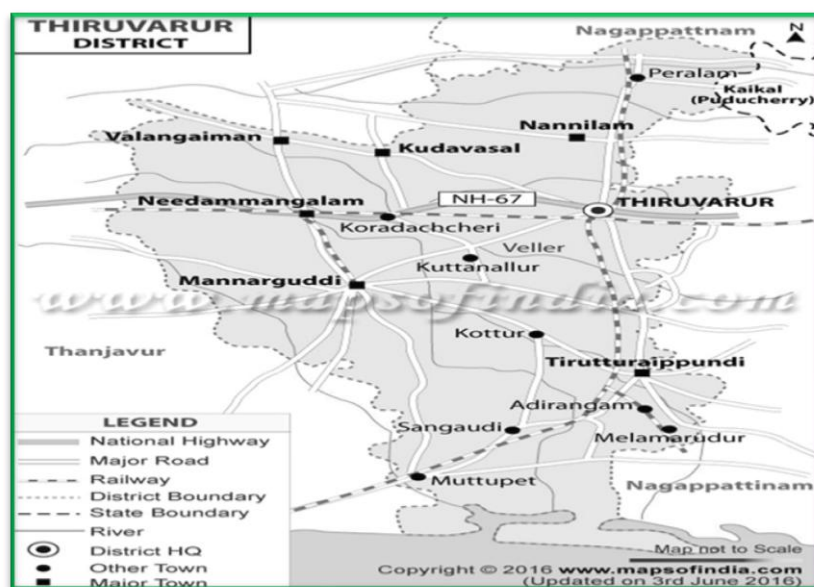 THIRUVARUR
DISTRICT
Nagappattnam
N
Peralam
Kaikal
(Puducherry)
Nannilam
Valangaiman
Kudavasal
Needammangalam
NH-67
THIRUVARUR
Koradachcheri
Veller
Kuttanallur
Mannarguddi
www.mapsofindia.com
Kottur
Thanjavur
Tirutturaippundi
Adirangam
Sangaudi
Melamarudur
Muttupet
Nagappattinam
LEGEND
National Highway
Major Road
Railway
District Boundary
State Boundary
River
District HQ
Other Town
Major Town
Map not to Scale
Copyright © 2016 www.mapsofindia.com
(Updated on 3rd June 2016)